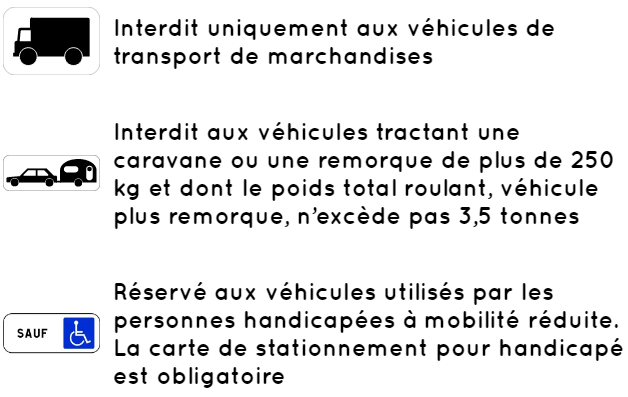 Interdit uniquement aux véhicules de
transport de marchandises
Interdit aux véhicules tractant une
caravane ou une remorque de plus de 250
kg et dont le poids total roulant, véhicule
plus remorque, n'excède pas 3,5 tonnes
SAUF
Réservé aux véhicules utilisés par les
personnes handicapées à mobilité réduite.
La carte de stationnement pour handicapé
est obligatoire